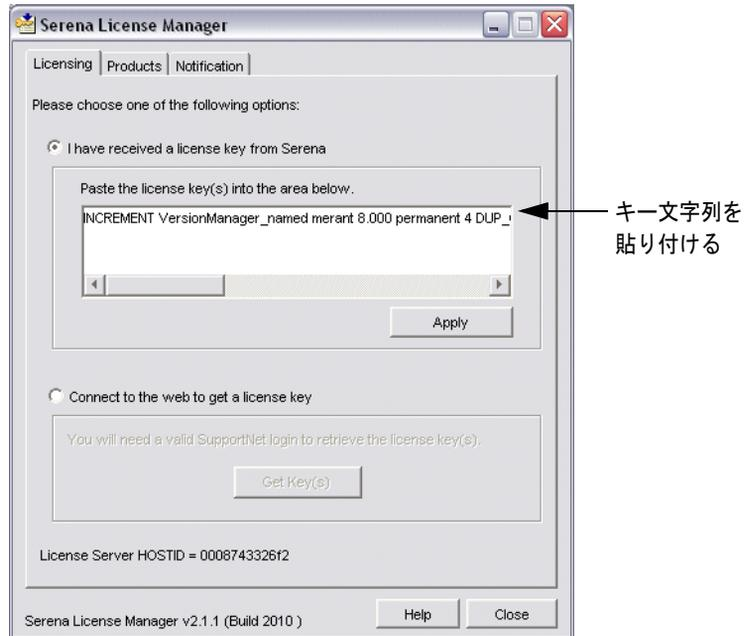 Serena License Manager
Licensing
Products
Notification
Please choose one of the following options:
I have received a license key from Serena
Paste the license key(s) into the area below.
INCREMENT VersionManager_named merant 8.000 permanent 4 DUP_
キー文字列を
貼り付ける
Apply
Connect to the web to get a license key
You will need a valid SupportNet login to retrieve the license key(s).
Get Key(s)
License Server HOSTID = 0008743326f2
Serena License Manager v2.1.1 (Build 2010 )
Help
Close